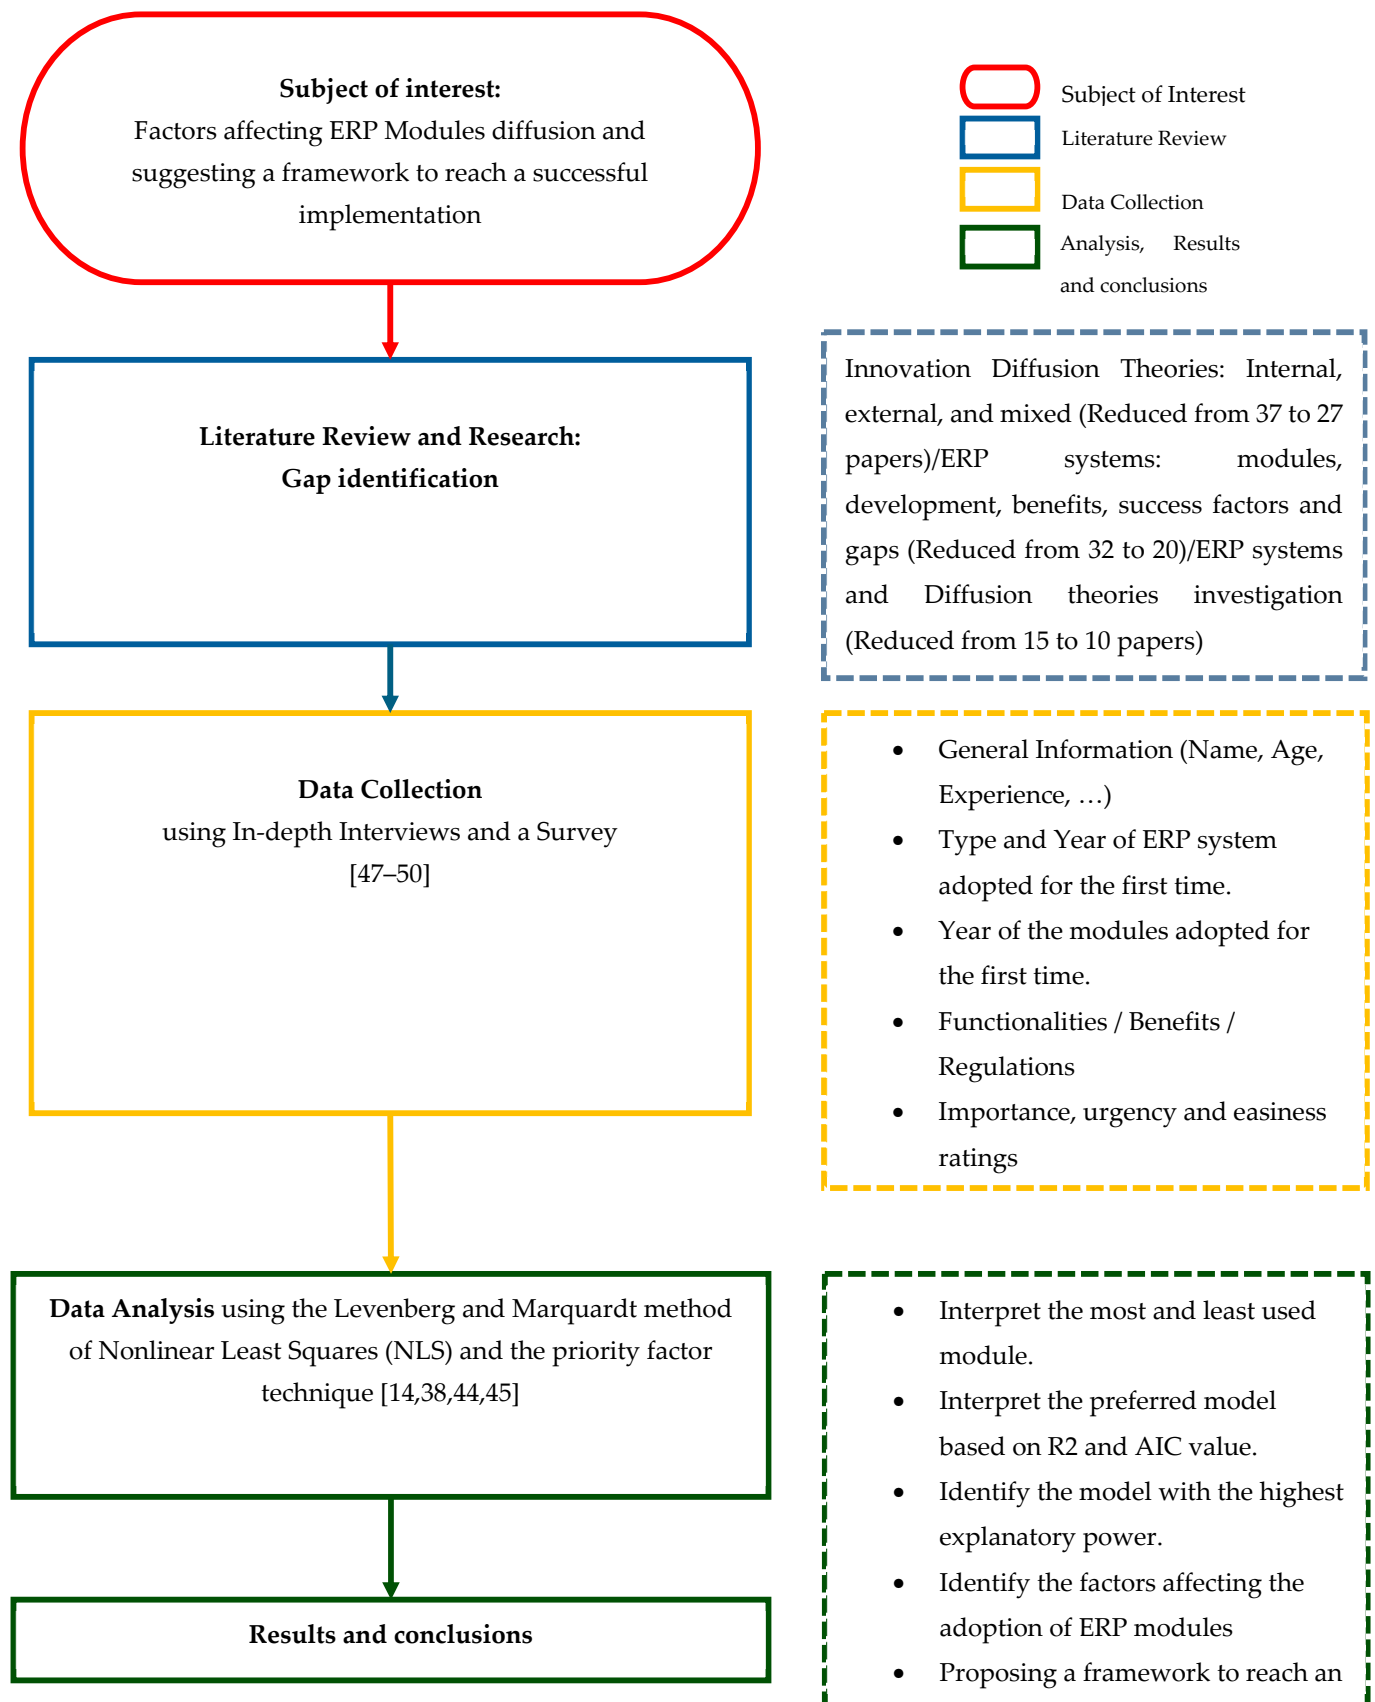 Subject of interest:
Factors affecting ERP Modules diffusion and
suggesting a framework to reach a successful
implementation
Subject of Interest
Literature Review
Data Collection
Analysis, Results
and conclusions
Literature Review and Research:
Gap identification
Innovation Diffusion Theories: Internal,
external, and mixed (Reduced from 37 to 27
papers)/ERP systems: modules,
development, benefits, success factors and
gaps (Reduced from 32 to 20)/ERP systems
and Diffusion theories investigation
(Reduced from 15 to 10 papers)
Data Collection
using In-depth Interviews and a Survey
[47–50]
• General Information (Name, Age,
Experience, …)
• Type and Year of ERP system
adopted for the first time.
• Year of the modules adopted for
the first time.
• Functionalities / Benefits /
Regulations
• Importance, urgency and easiness
ratings
Data Analysis using the Levenberg and Marquardt method
of Nonlinear Least Squares (NLS) and the priority factor
technique [14,38,44,45]
• Interpret the most and least used
module.
• Interpret the preferred model
based on R2 and AIC value.
• Identify the model with the highest
explanatory power.
• Identify the factors affecting the
adoption of ERP modules
• Proposing a framework to reach an
Results and conclusions